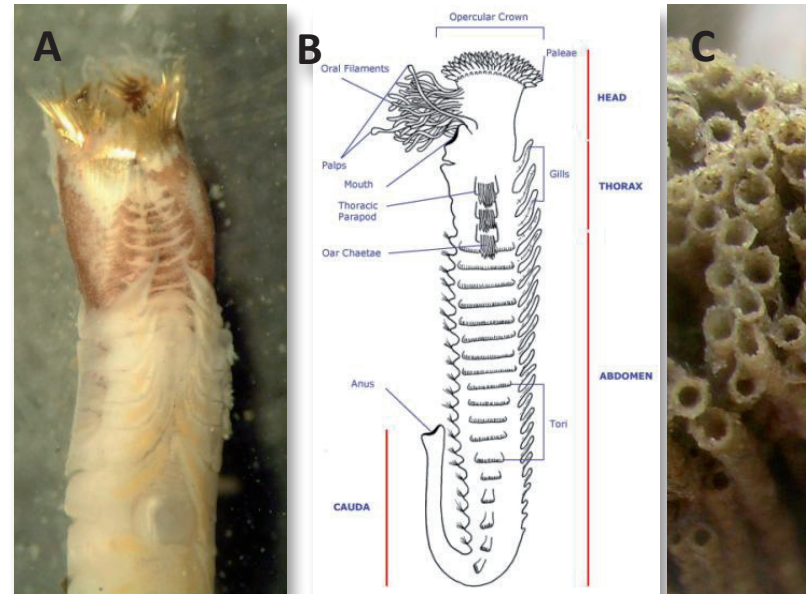 A
B
C
Opercular Crown
Oral Filaments
Paleae
HEAD
Palps
Mouth
Gills
THORAX
Thoracic
Parapod
Oar Chaetae
ABDOMEN
Anus
Tori
CAUDA